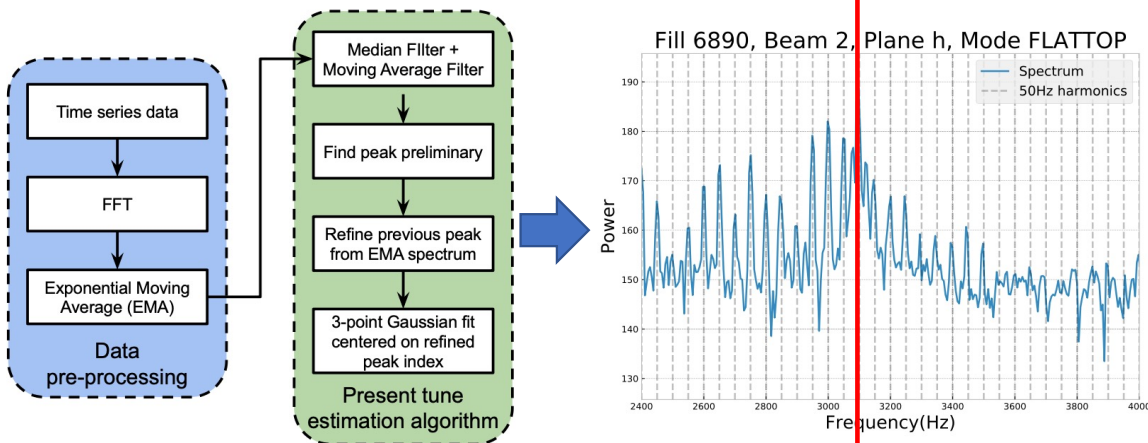 Time series data
FFT
Exponential Moving
Average (EMA)
Data
pre-processing
Median FIlter +
Moving Average Filter
Find peak preliminary
Refine previous peak
from EMA spectrum
3-point Gaussian fit
centered on refined
peak index
Present tune
estimation algorithm
Fill 6890, Beam 2, Plane h, Mode FLATTOP
Spectrum
50Hz harmonics
Power
190
180
170
160
150
140
130
2400
2600
2800
3000
3200
3400
3600
3800
4000
Frequency(Hz)